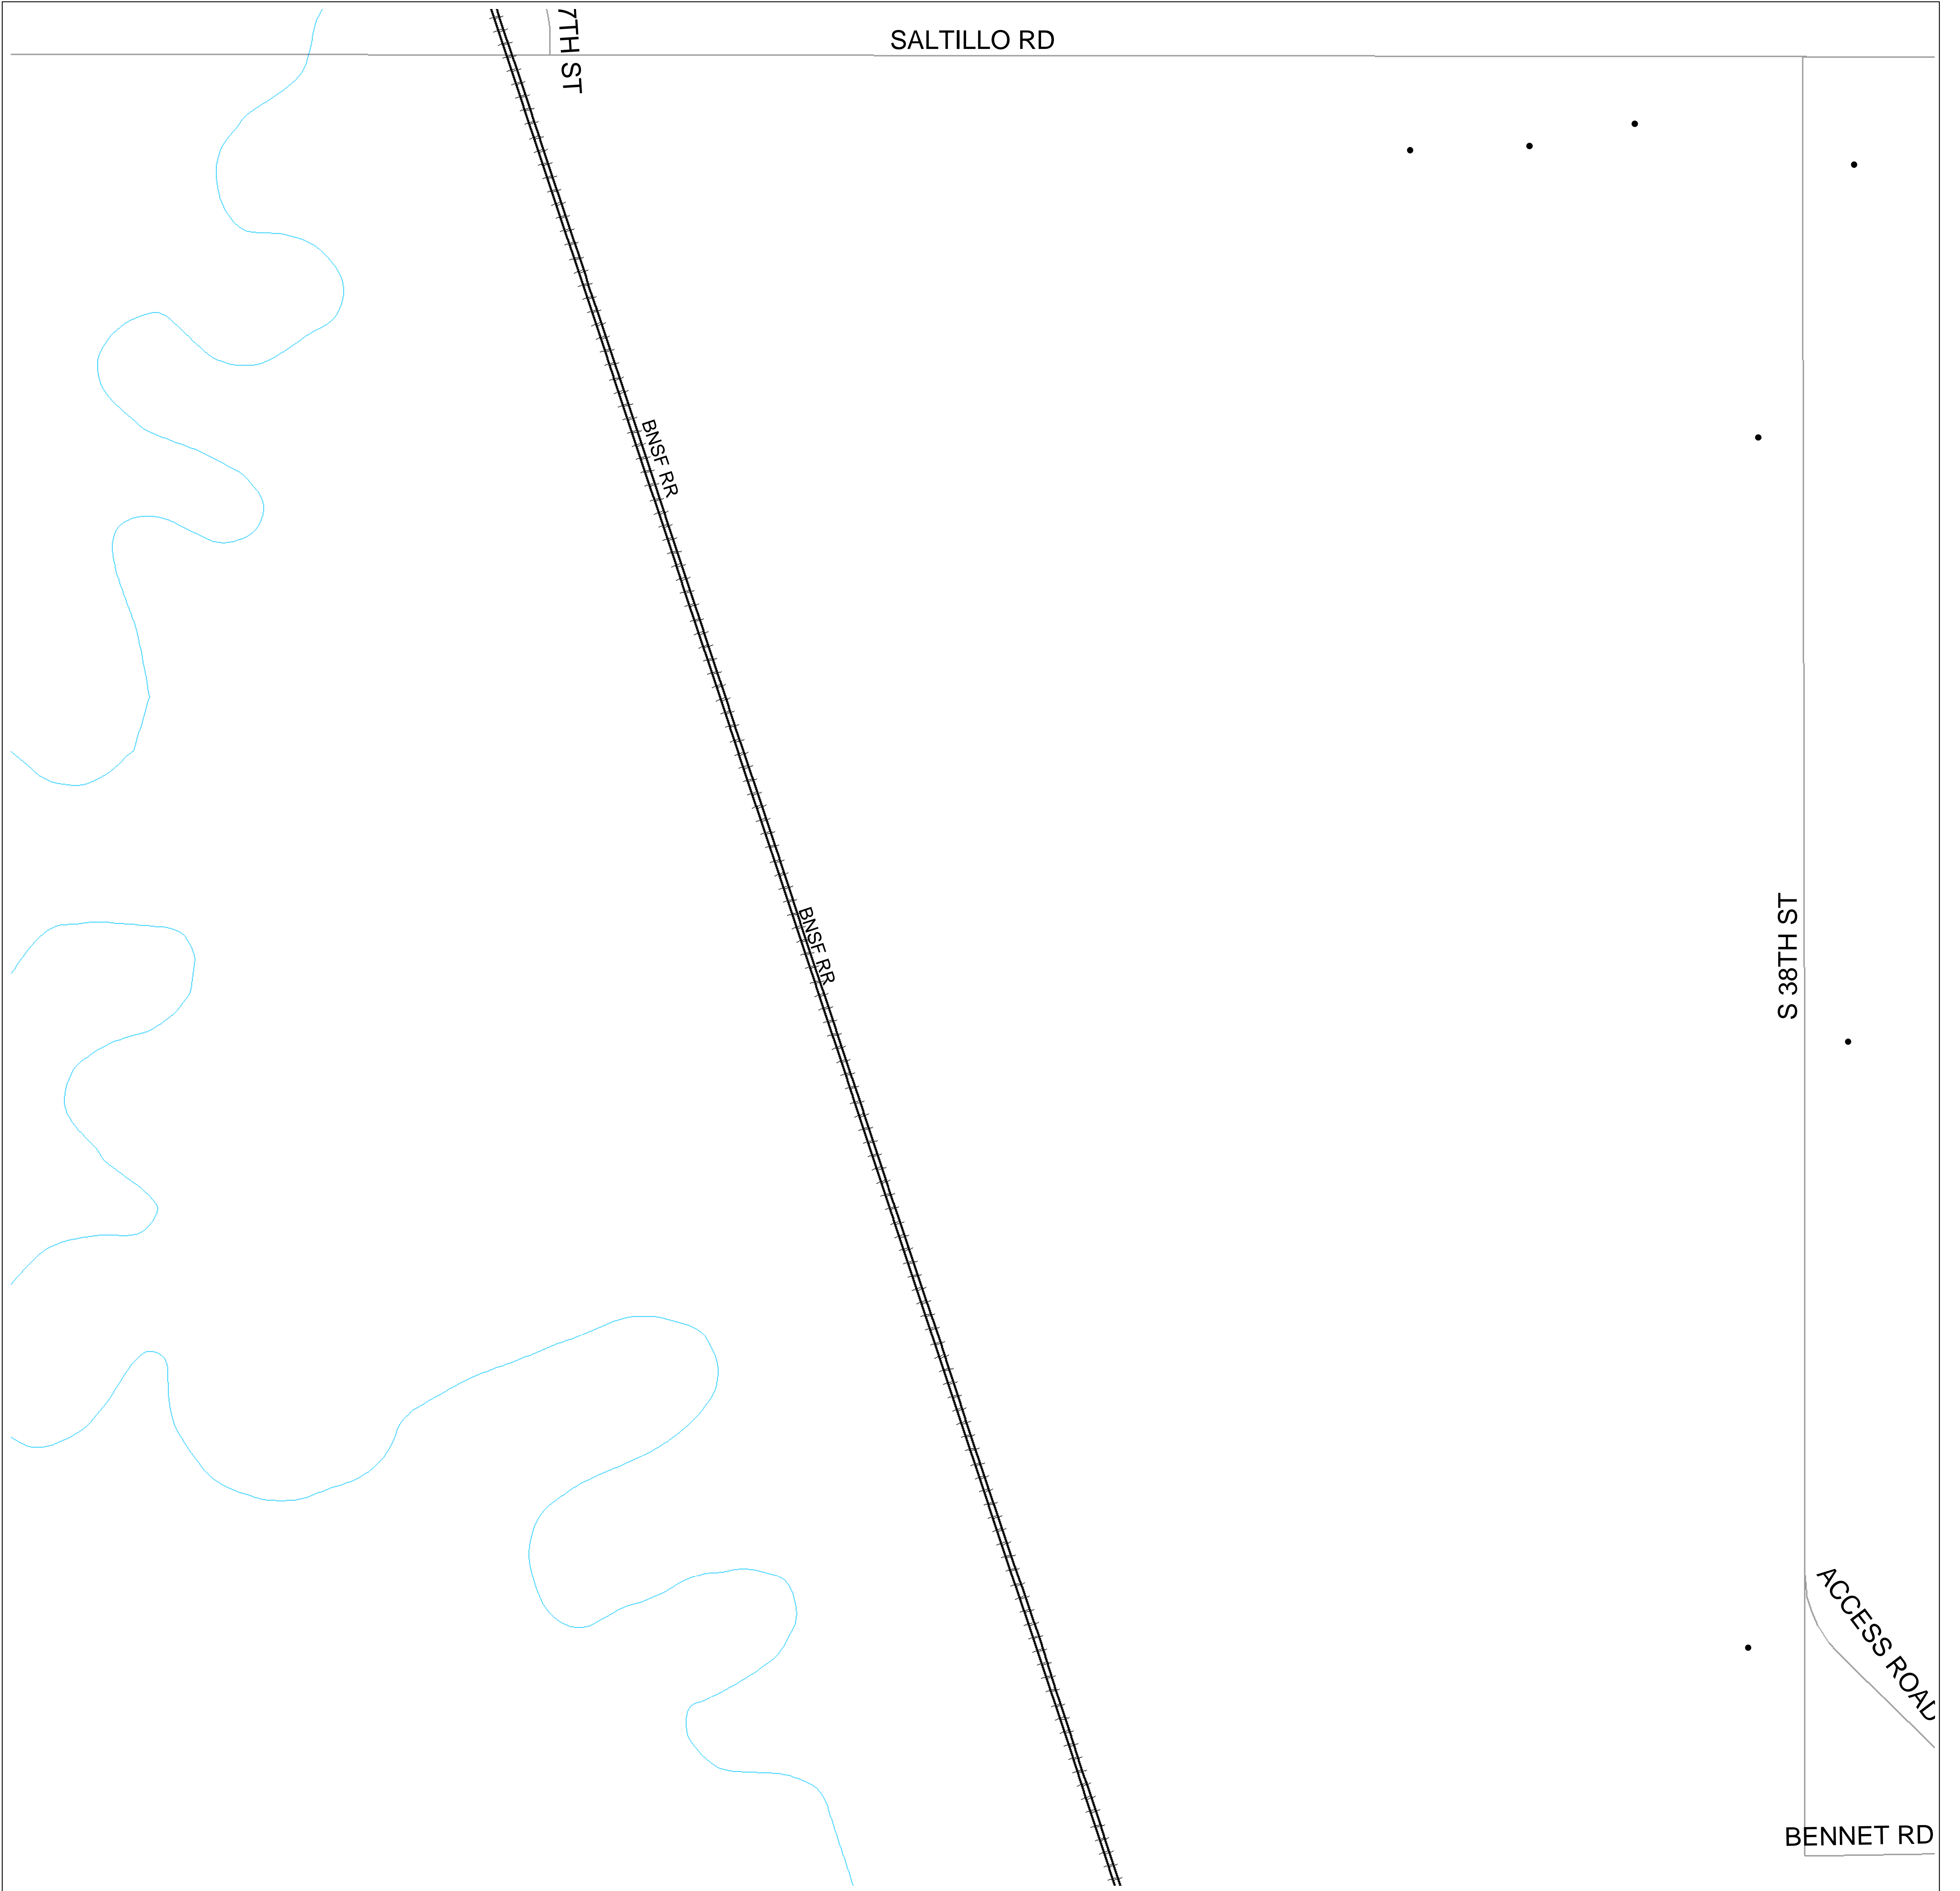 7TH ST
SALTILLO RD
BNSF RR
BNSF RR
S 38TH ST
ACCESS ROAD
BENNET RD